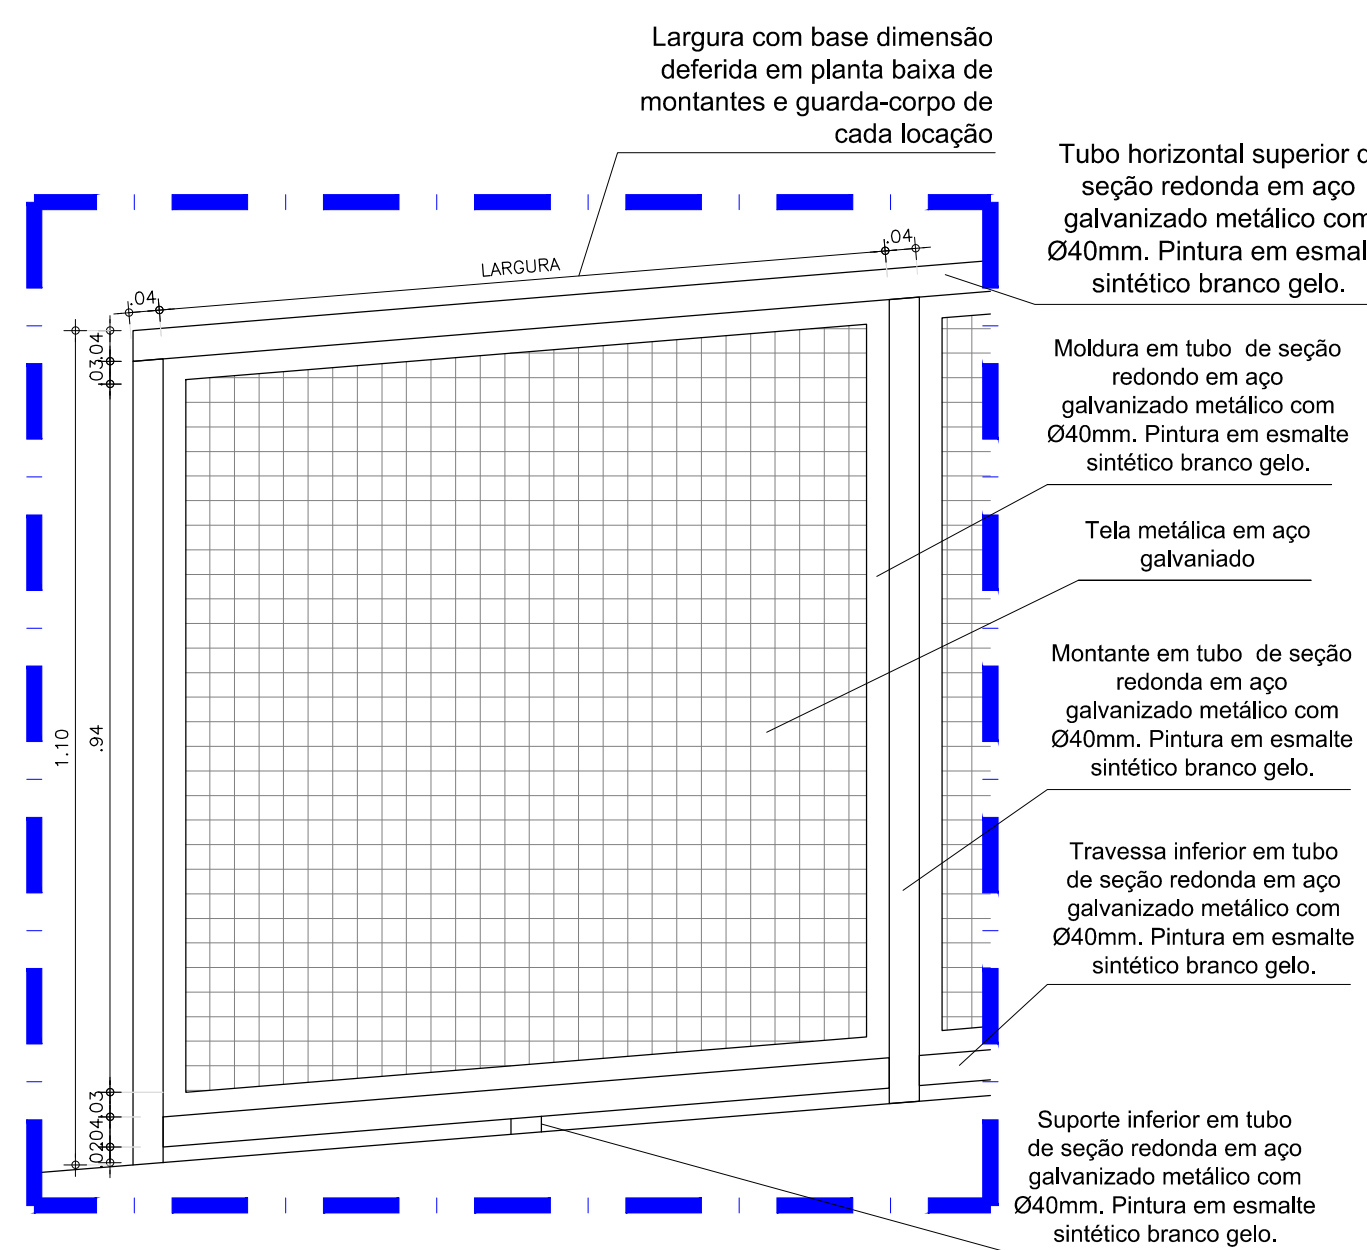 Largura com base dimensão
deferida em planta baixa de
montantes e guarda-corpo de
cada locação
Tubo horizontal superior
seção redonda em aço
galvanizado metálico com
Ø40mm. Pintura em
sintético branco gelo.
.04
LARGURA
.04
.04
.03
Moldura em tubo de seção
redondo em aço
galvanizado metálico com
Ø40mm. Pintura em esmalte
sintético branco gelo.
Tela metálica em aço
galvaniado
Montante em tubo de seção
redonda em aço
galvanizado metálico com
Ø40mm. Pintura em esmalte
sintético branco gelo.
1.10
.94
Travessa inferior em tubo
de seção redonda em aço
galvanizado metálico com
Ø40mm. Pintura em esmalte
sintético branco gelo.
.03
.04
.02
Suporte inferior em tubo
de seção redonda em aço
galvanizado metálico com
Ø40mm. Pintura em esmalte
sintético branco gelo.